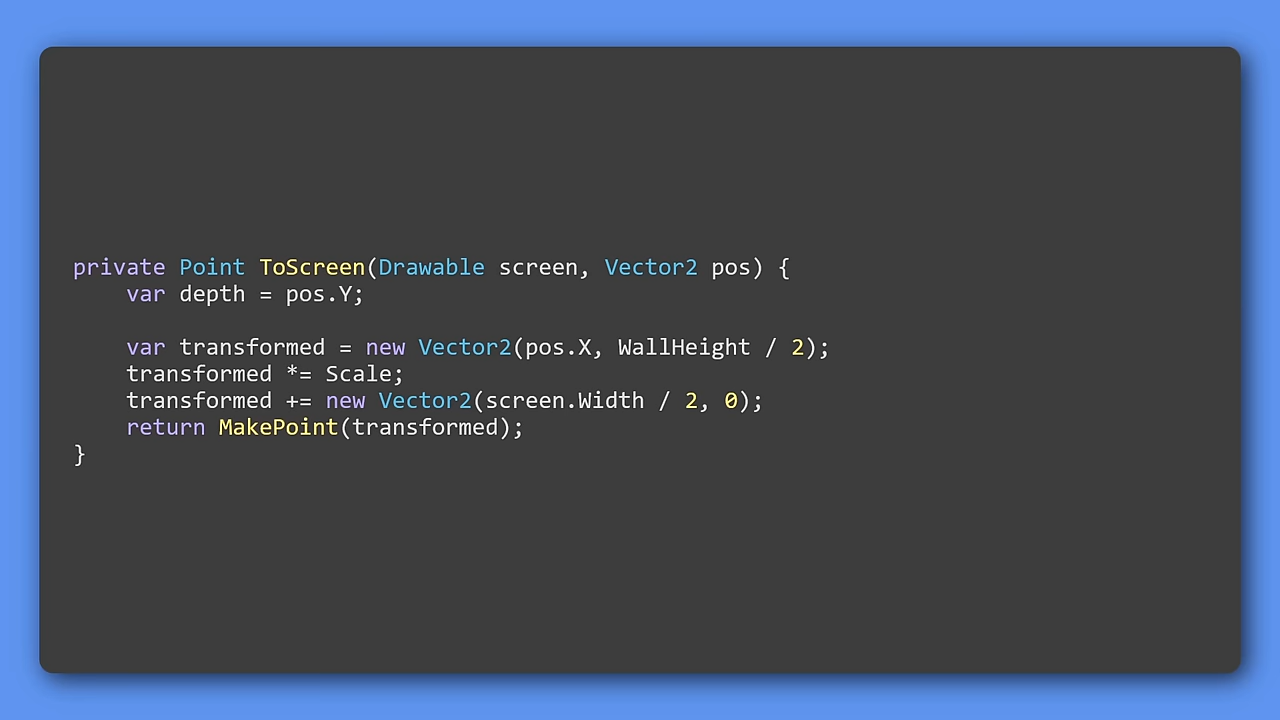 private Point ToScreen(Drawable screen, Vector2 pos) {
    var depth = pos.Y;

    var transformed = new Vector2(pos.X, WallHeight / 2);
    transformed *= Scale;
    transformed += new Vector2(screen.Width / 2, 0);
    return MakePoint(transformed);
}